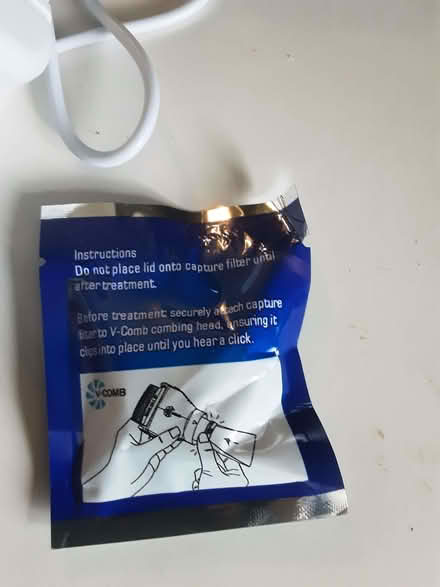 Instructions
Do not place lid onto capture filter until
after treatment.
Before treatment securely attach capture
filter to V-Comb combing head, ensuring it
clips into place until you hear a click.
V-COMB